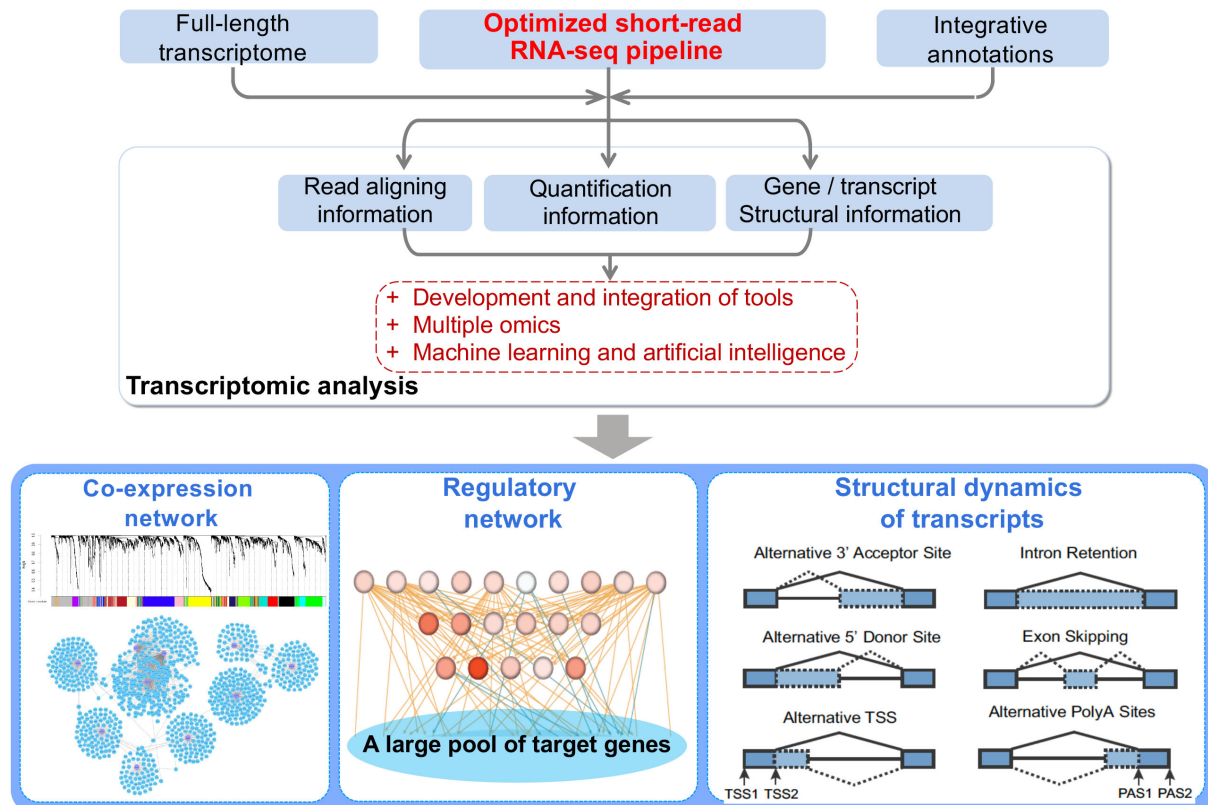 Full-length
transcriptome
Optimized short-read
RNA-seq pipeline
Integrative
annotations
Read aligning
information
Quantification
information
Gene / transcript
Structural information
+ Development and integration of tools
+ Multiple omics
+ Machine learning and artificial intelligence
Transcriptomic analysis
Co-expression
network
Regulatory
network
A large pool of target genes
Structural dynamics
of transcripts
Alternative 3' Acceptor Site
Intron Retention
Alternative 5' Donor Site
Exon Skipping
Alternative TSS
Alternative PolyA Sites
TSS1 TSS2
PAS1 PAS2